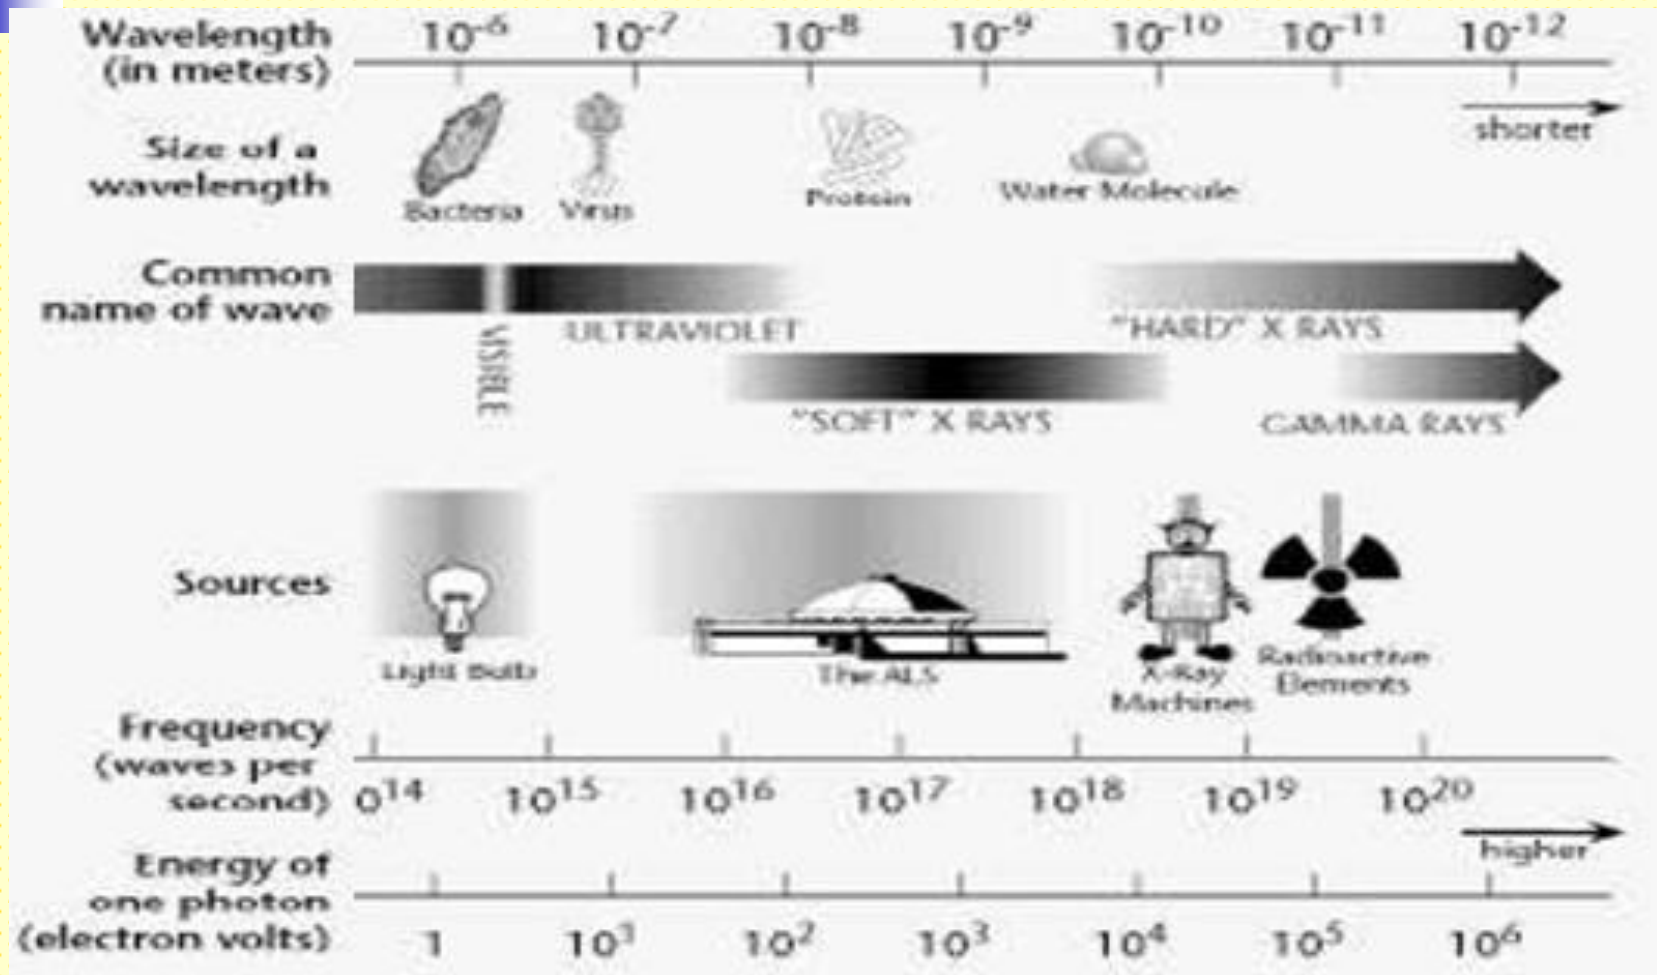 Wavelength
(in meters)
10-6 10-7 10-8 10-9 10-10 10-11 10-12
shorter
Size of a
wavelength
Bacteria Virus Protein Water Molecule
Common
name of wave
VISIBLE
ULTRAVIOLET
"HARD" X RAYS
"SOFT" X RAYS
GAMMA RAYS
Sources
Light Bulb
The ALS
X-Ray
Machines
Radioactive
Elements
Frequency
(waves per
second)
014 1015 1016 1017 1018 1019 1020
higher
Energy of
one photon
(electron volts)
1 103 102 103 104 105 106